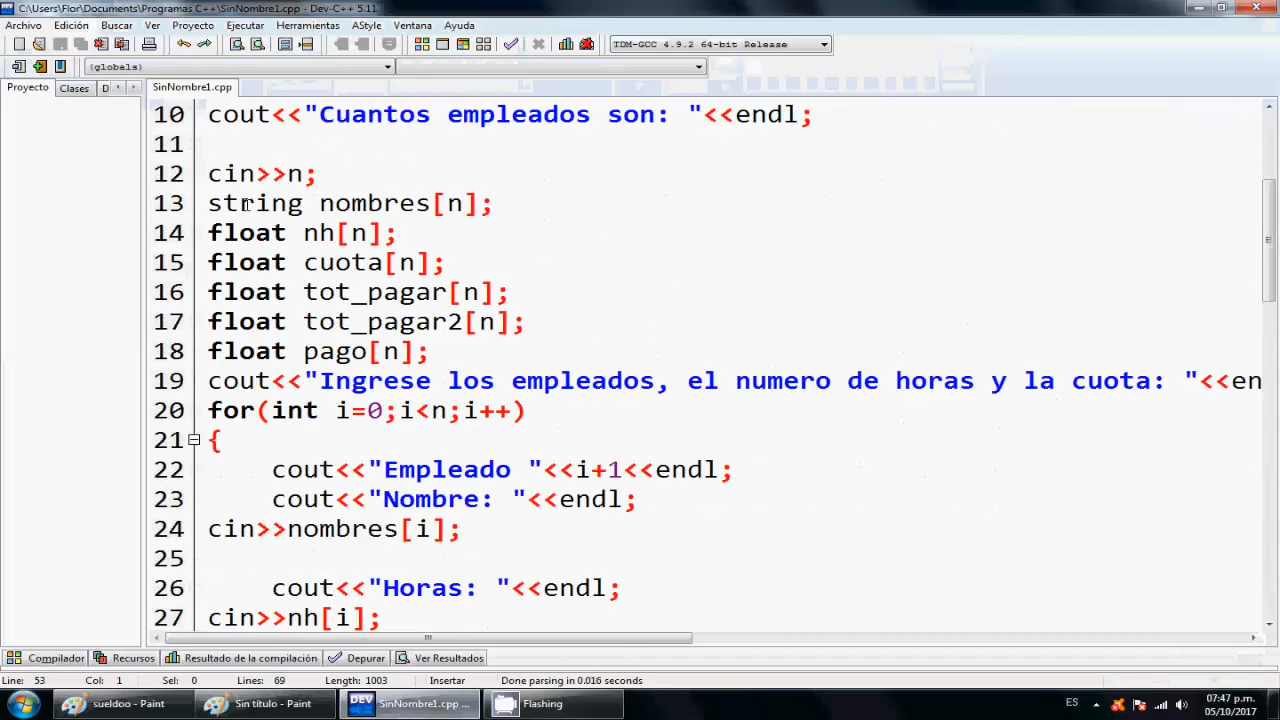 C:\Users\Flor\Documents\Programas C++\SinNombre1.cpp - Dev-C++ 5.11
Archivo Edición Buscar Ver Proyecto Ejecutar Herramientas AStyle Ventana Ayuda
TDM-GCC 4.9.2 64-bit Release
(globals)
Proyecto Clases D SinNombre1.cpp
10 cout<<"Cuantos empleados son: "<<endl;
11
12 cin>>n;
13 string nombres[n];
14 float nh[n];
15 float cuota[n];
16 float tot_pagar[n];
17 float tot_pagar2[n];
18 float pago[n];
19 cout<<"Ingrese los empleados, el numero de horas y la cuota: "<<en
20 for(int i=0;i<n;i++)
21 {
22 cout<<"Empleado "<<i+1<<endl;
23 cout<<"Nombre: "<<endl;
24 cin>>nombres[i];
25
26 cout<<"Horas: "<<endl;
27 cin>>nh[i];
Compilador Recursos Resultado de la compilación Depurar Ver Resultados
Line: 53 Col: 1 Sel: 0 Lines: 69 Length: 1003 Insertar Done parsing in 0.016 seconds
sueldoo - Paint Sin título - Paint DEV SinNombre1.cpp ... Flashing ES 07:47 p.m.
05/10/2017